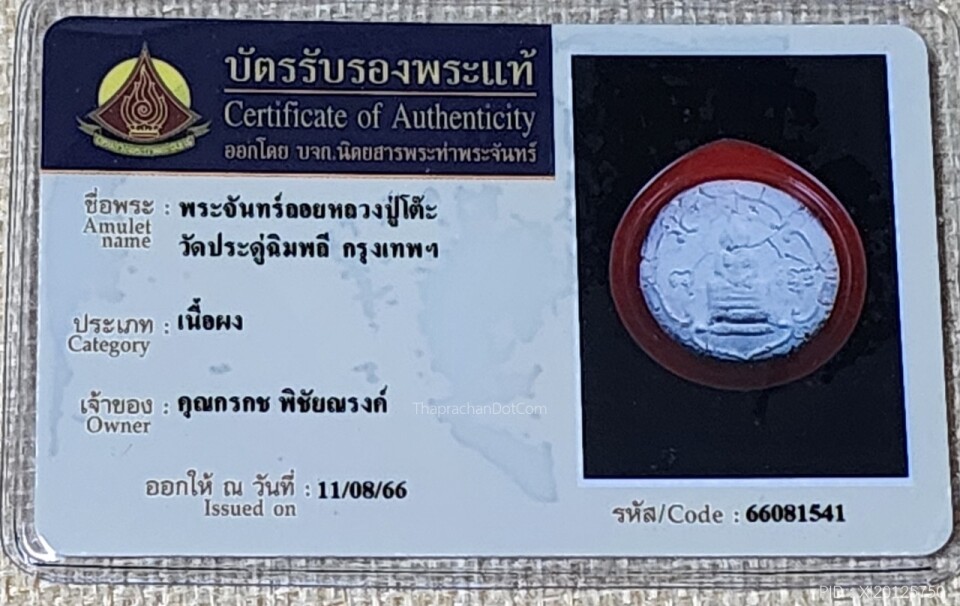 บัตรรับรองพระแท้
Certificate of Authenticity
ออกโดย บจก.นิตยสารพระท่าพระจันทร์
ชื่อพระ : พระจันทร์ลอยหลวงปู่โต๊ะ
Amulet name
วัดประดู่ฉิมพลี กรุงเทพฯ
ประเภท : เนื้อผง
Category
เจ้าของ : คุณกรกช พิชัยณรงค์
Owner
ThaprachanDotCom
ออกให้ ณ วันที่ : 11/08/66
Issued on
รหัส/Code : 66081541